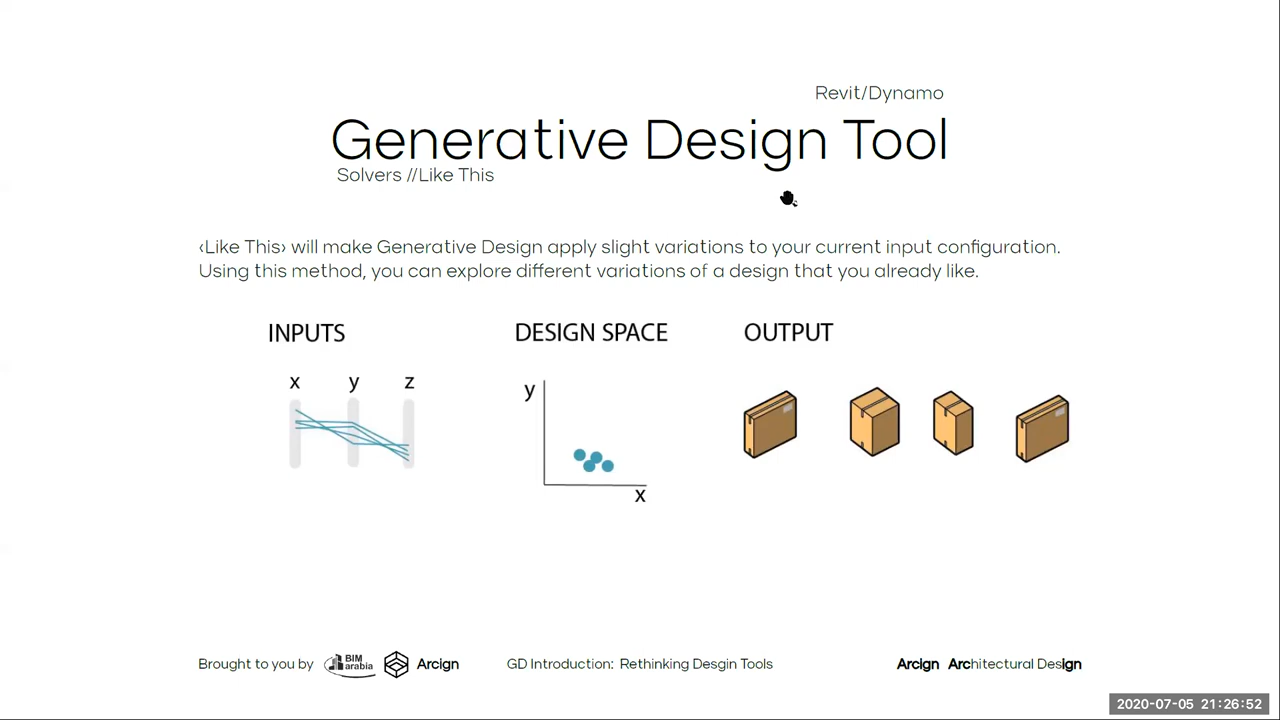 Revit/Dynamo
Generative Design Tool
Solvers //Like This
‹Like This› will make Generative Design apply slight variations to your current input configuration.
Using this method, you can explore different variations of a design that you already like.
INPUTS
DESIGN SPACE
OUTPUT
x y z
y
x
Brought to you by
BIM
arabia
Arcign
GD Introduction: Rethinking Desgin Tools
Arcign Architectural Design
2020-07-05 21:26:52